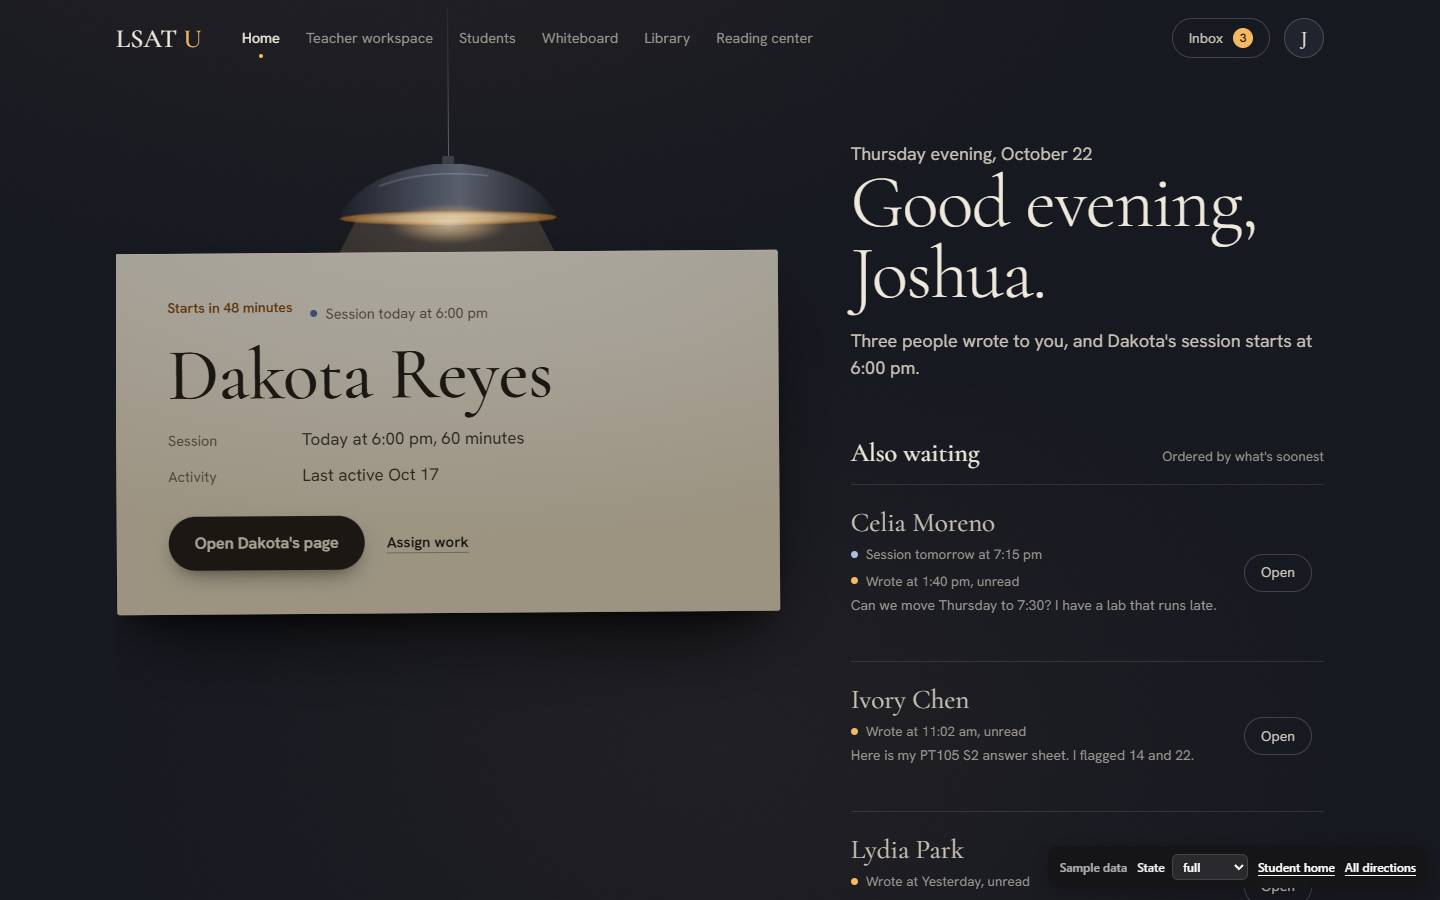 LSAT U
Home
Teacher workspace
Students
Whiteboard
Library
Reading center
Inbox 3
J
Starts in 48 minutes
Session today at 6:00 pm
Dakota Reyes
Session Today at 6:00 pm, 60 minutes
Activity Last active Oct 17
Open Dakota's page
Assign work
Thursday evening, October 22
Good evening,
Joshua.
Three people wrote to you, and Dakota's session starts at
6:00 pm.
Also waiting
Ordered by what's soonest
Celia Moreno
Session tomorrow at 7:15 pm
Wrote at 1:40 pm, unread
Can we move Thursday to 7:30? I have a lab that runs late.
Open
Ivory Chen
Wrote at 11:02 am, unread
Here is my PT105 S2 answer sheet. I flagged 14 and 22.
Open
Lydia Park
Wrote at Yesterday, unread
Open
Sample data State full Student home All directions